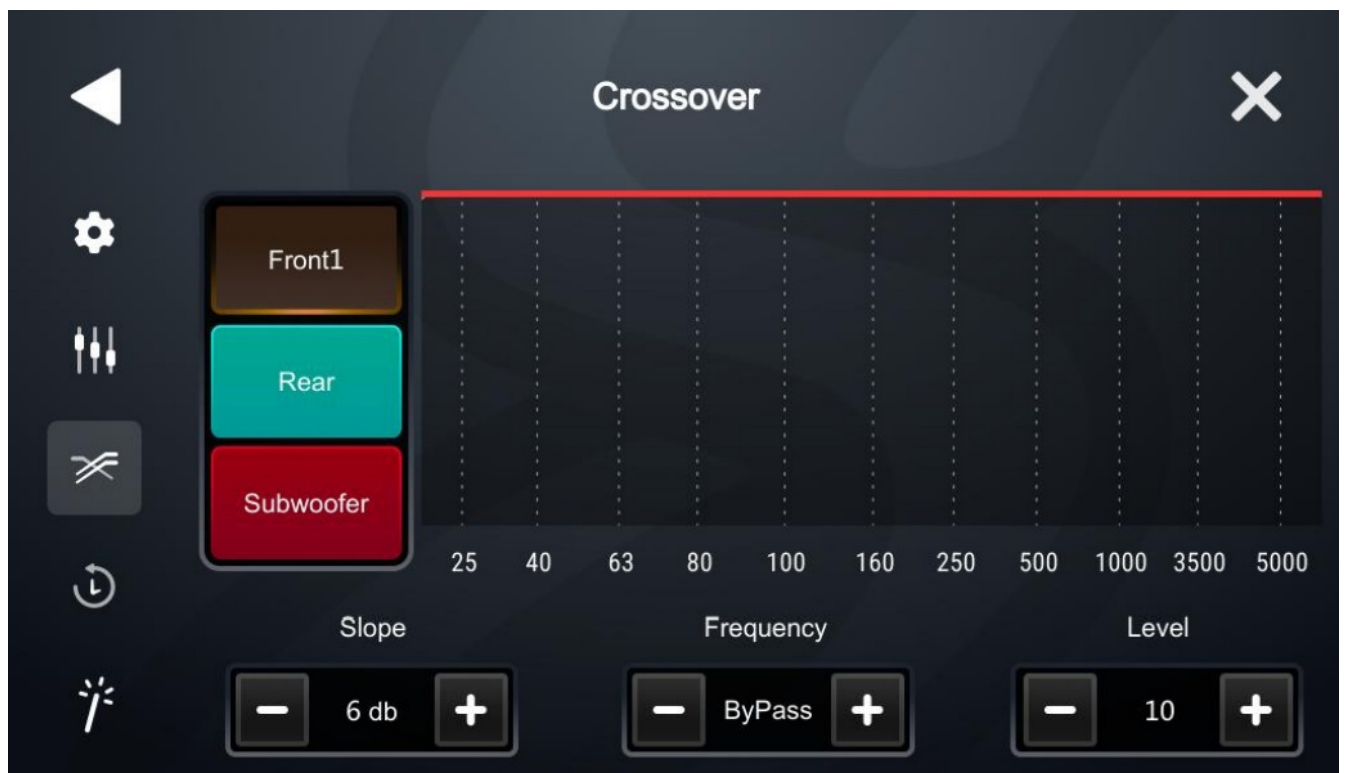 Crossover
Front1
Rear
Subwoofer
25 40 63 80 100 160 250 500 1000 3500 5000
Slope Frequency Level
6 db ByPass 10